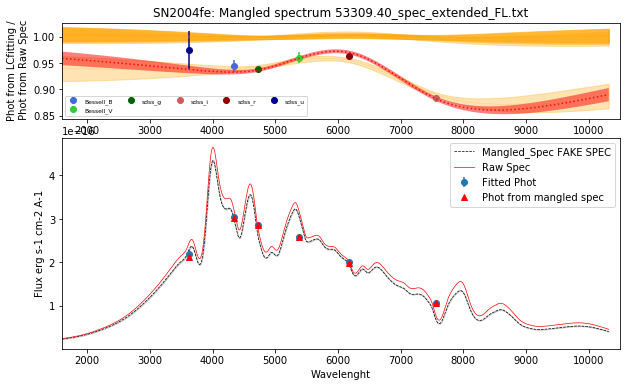 SN2004fe: Mangled spectrum 53309.40_spec_extended_FL.txt
Phot from LCfitting /
Phot from Raw Spec
1.00
0.95
0.90
0.85
Bessell_B
Bessell_V
sdss_g
sdss_i
sdss_r
sdss_u
2000 3000 4000 5000 6000 7000 8000 9000 10000
1e-16
Flux erg s-1 cm-2 A-1
4
3
2
1
Mangled_Spec FAKE SPEC
Raw Spec
Fitted Phot
Phot from mangled spec
2000 3000 4000 5000 6000 7000 8000 9000 10000
Wavelenght